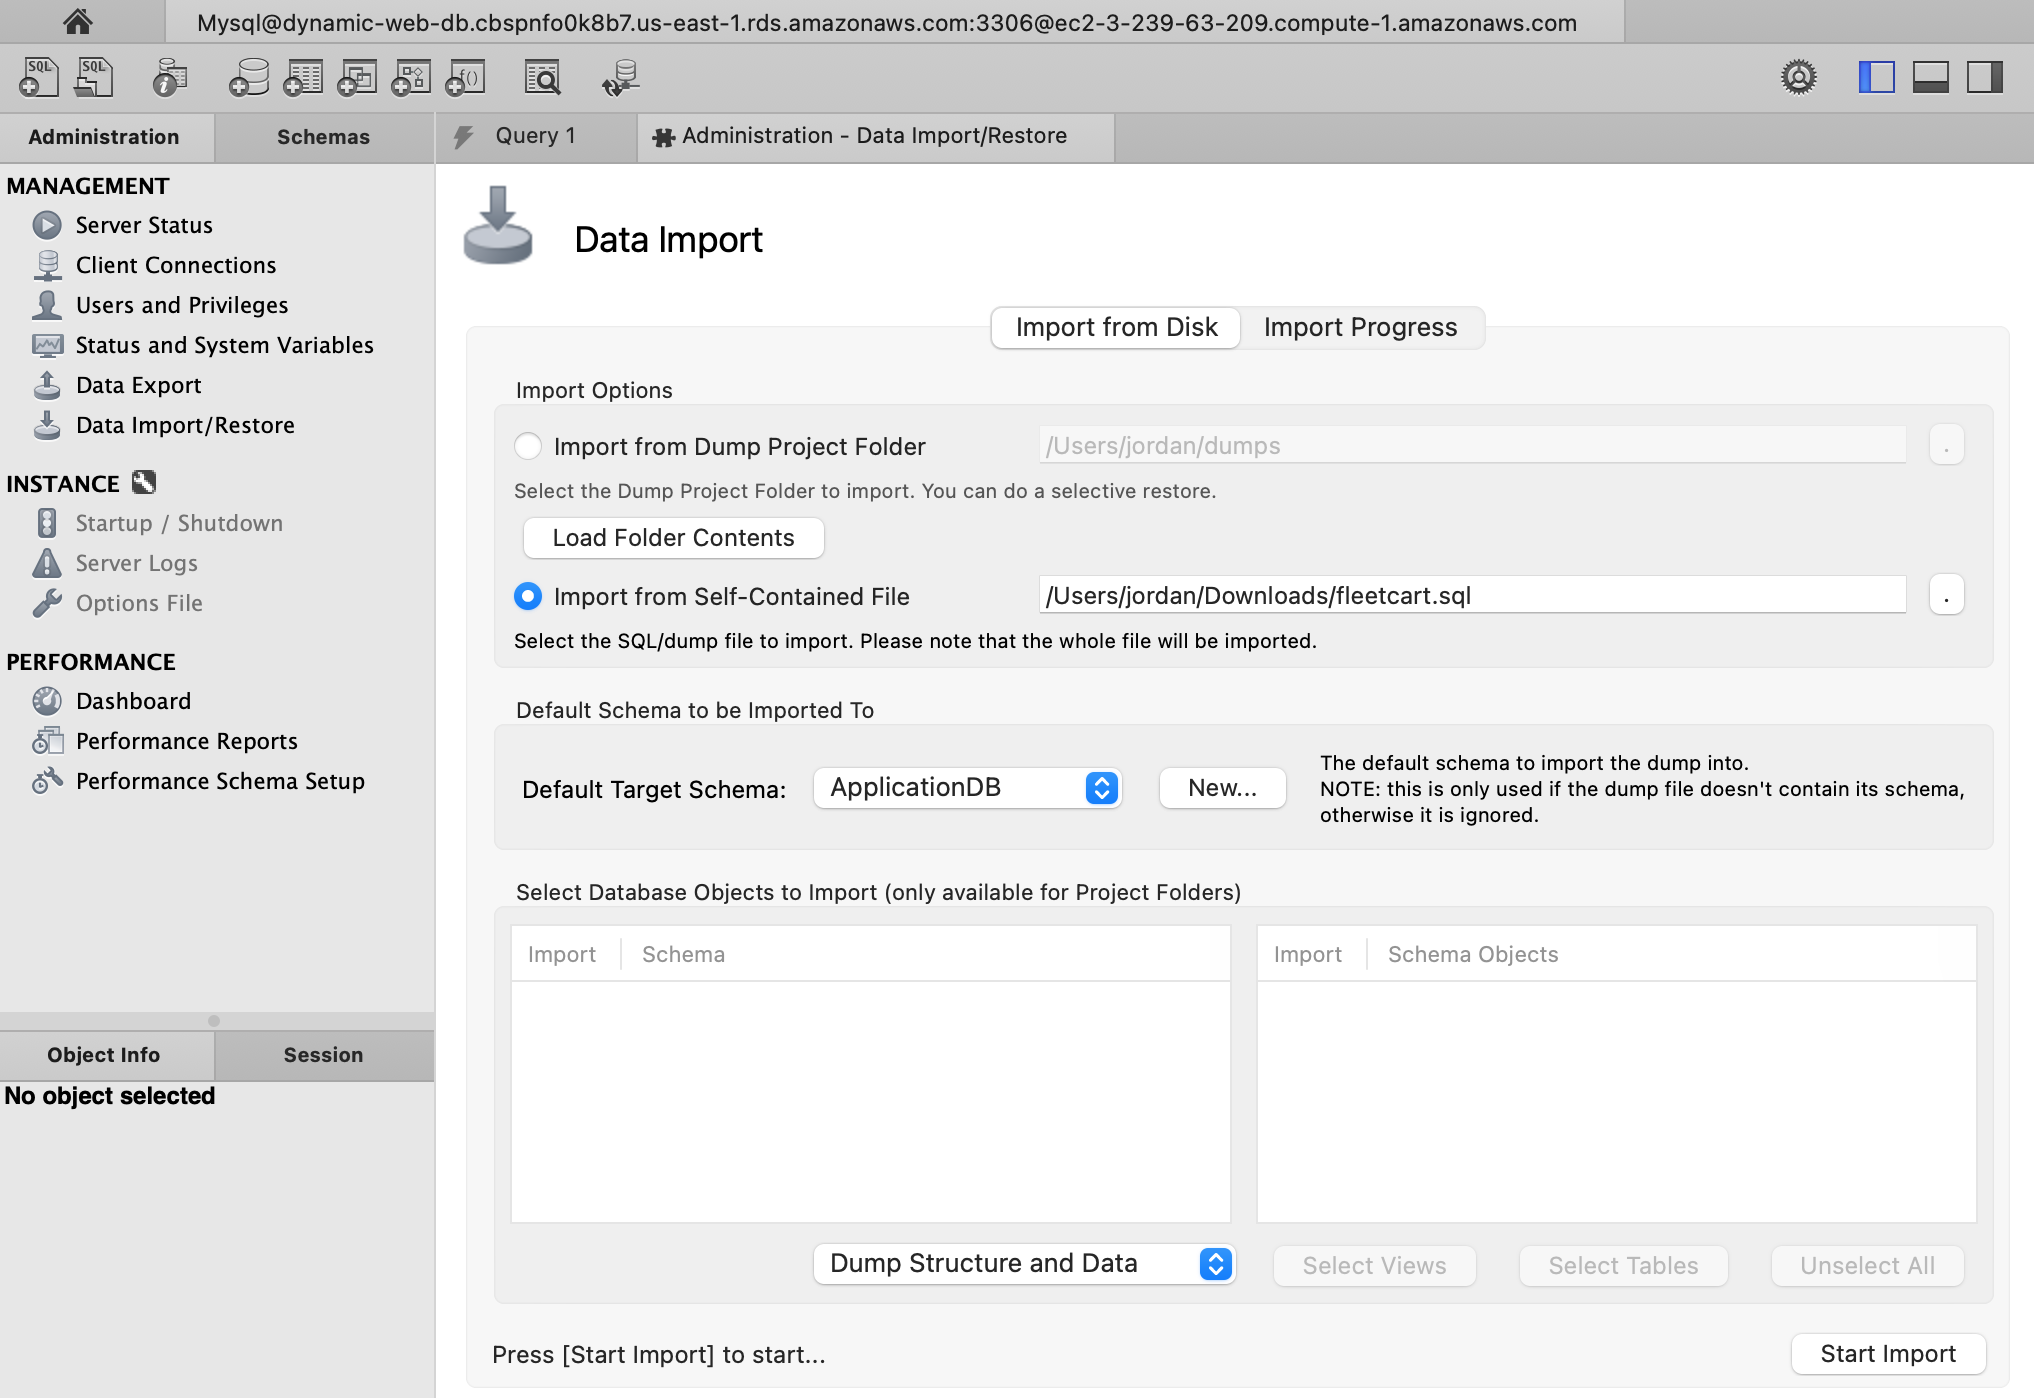 Mysql@dynamic-web-db.cbspnfo0k8b7.us-east-1.rds.amazonaws.com:3306@ec2-3-239-63-209.compute-1.amazonaws.com
SQL SQL
Administration Schemas Query 1 Administration - Data Import/Restore
MANAGEMENT
Server Status
Client Connections
Users and Privileges
Status and System Variables
Data Export
Data Import/Restore
INSTANCE
Startup / Shutdown
Server Logs
Options File
PERFORMANCE
Dashboard
Performance Reports
Performance Schema Setup
Object Info Session
No object selected
Data Import
Import from Disk Import Progress
Import Options
Import from Dump Project Folder /Users/jordan/dumps .
Select the Dump Project Folder to import. You can do a selective restore.
Load Folder Contents
Import from Self-Contained File /Users/jordan/Downloads/fleetcart.sql .
Select the SQL/dump file to import. Please note that the whole file will be imported.
Default Schema to be Imported To
Default Target Schema: ApplicationDB New...
The default schema to import the dump into.
NOTE: this is only used if the dump file doesn't contain its schema,
otherwise it is ignored.
Select Database Objects to Import (only available for Project Folders)
Import Schema Import Schema Objects
Dump Structure and Data Select Views Select Tables Unselect All
Press [Start Import] to start... Start Import